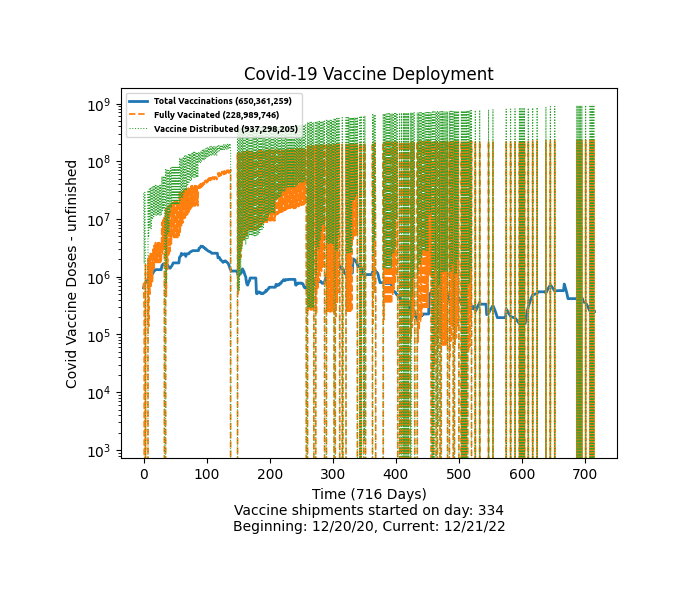 Covid-19 Vaccine Deployment
Total Vaccinations (650,361,259)
Fully Vacinated (228,989,746)
Vaccine Distributed (937,298,205)
Covid Vaccine Doses - unfinished
10⁹
10⁸
10⁷
10⁶
10⁵
10⁴
10³
0 100 200 300 400 500 600 700
Time (716 Days)
Vaccine shipments started on day: 334
Beginning: 12/20/20, Current: 12/21/22